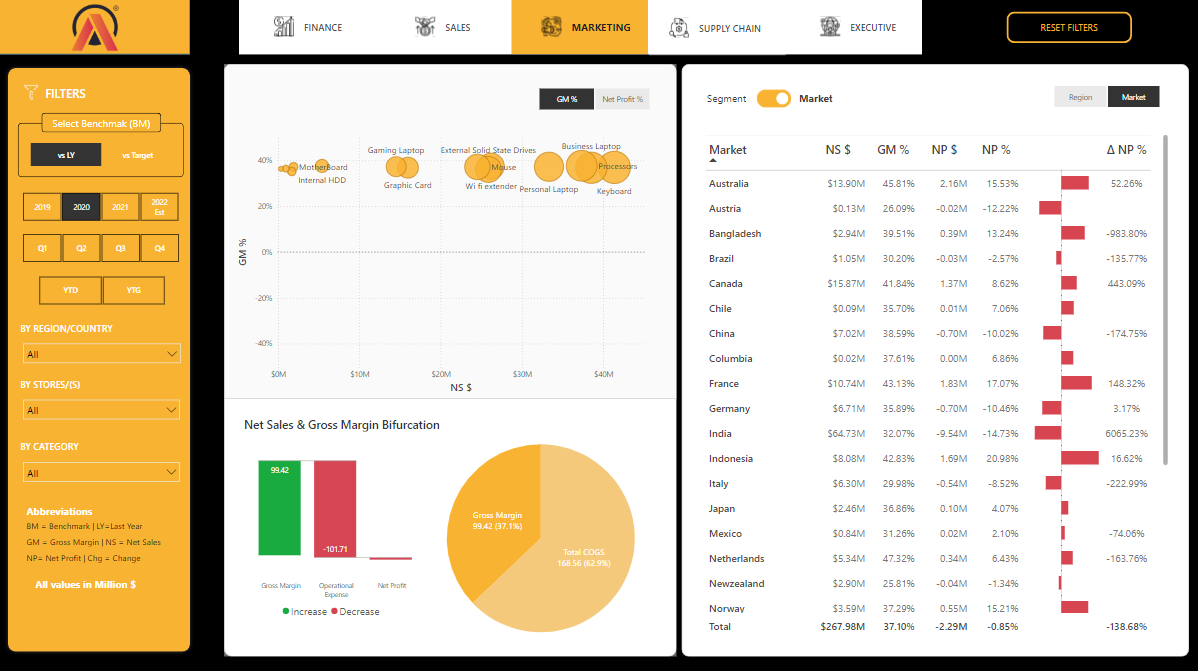 ®
FINANCE
SALES
MARKETING
SUPPLY CHAIN
EXECUTIVE
RESET FILTERS
FILTERS
Select Benchmak (BM)
vs LY
vs Target
2019
2020
2021
2022
Est
Q1
Q2
Q3
Q4
YTD
YTG
BY REGION/COUNTRY
All
BY STORES/(S)
All
BY CATEGORY
All
Abbreviations
BM = Benchmark | LY=Last Year
GM = Gross Margin | NS = Net Sales
NP= Net Profit | Chg = Change
All values in Million $
GM %
Net Profit %
Gaming Laptop
External Solid State Drives
Business Laptop
MotherBoard
Mouse
Processors
Internal HDD
Graphic Card
Wi fi extender
Personal Laptop
Keyboard
40%
20%
0%
-20%
-40%
GM %
$0M
$10M
$20M
$30M
$40M
NS $
Net Sales & Gross Margin Bifurcation
99.42
-101.71
Gross Margin
Operational
Expense
Net Profit
Increase
Decrease
Gross Margin
99.42 (37.1%)
Total COGS
168.56 (62.9%)
Segment
Market
Region
Market
Market NS $ GM % NP $ NP % Δ NP %
Australia $13.90M 45.81% 2.16M 15.53% 52.26%
Austria $0.13M 26.09% -0.02M -12.22%
Bangladesh $2.94M 39.51% 0.39M 13.24% -983.80%
Brazil $1.05M 30.20% -0.03M -2.57% -135.77%
Canada $15.87M 41.84% 1.37M 8.62% 443.09%
Chile $0.09M 35.70% 0.01M 7.06%
China $7.02M 38.59% -0.70M -10.02% -174.75%
Columbia $0.02M 37.61% 0.00M 6.86%
France $10.74M 43.13% 1.83M 17.07% 148.32%
Germany $6.71M 35.89% -0.70M -10.46% 3.17%
India $64.73M 32.07% -9.54M -14.73% 6065.23%
Indonesia $8.08M 42.83% 1.69M 20.98% 16.62%
Italy $6.30M 29.98% -0.54M -8.52% -222.99%
Japan $2.46M 36.86% 0.10M 4.07%
Mexico $0.84M 31.26% 0.02M 2.10% -74.06%
Netherlands $5.34M 47.32% 0.34M 6.43% -163.76%
Newzealand $2.90M 25.81% -0.04M -1.34%
Norway $3.59M 37.29% 0.55M 15.21%
Total $267.98M 37.10% -2.29M -0.85% -138.68%